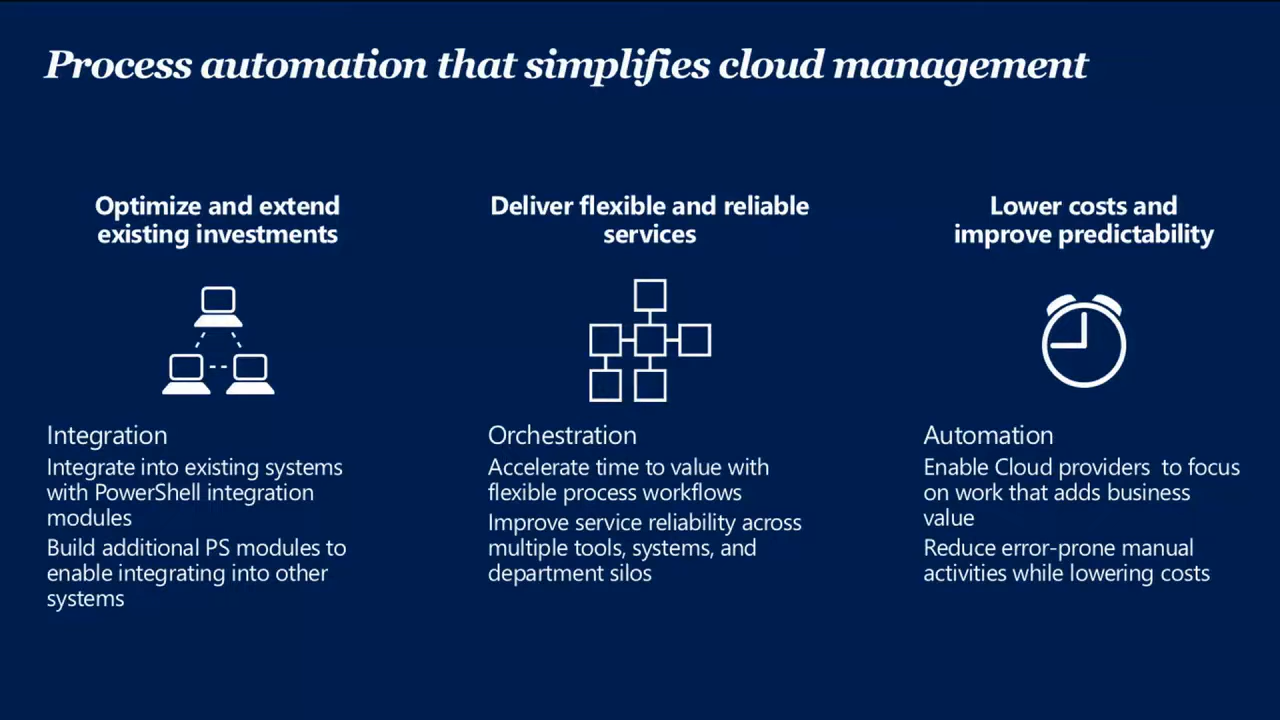 Process automation that simplifies cloud management
Optimize and extend
existing investments
Integration
Integrate into existing systems
with PowerShell integration
modules
Build additional PS modules to
enable integrating into other
systems
Deliver flexible and reliable
services
Orchestration
Accelerate time to value with
flexible process workflows
Improve service reliability across
multiple tools, systems, and
department silos
Lower costs and
improve predictability
Automation
Enable Cloud providers  to focus
on work that adds business
value
Reduce error-prone manual
activities while lowering costs